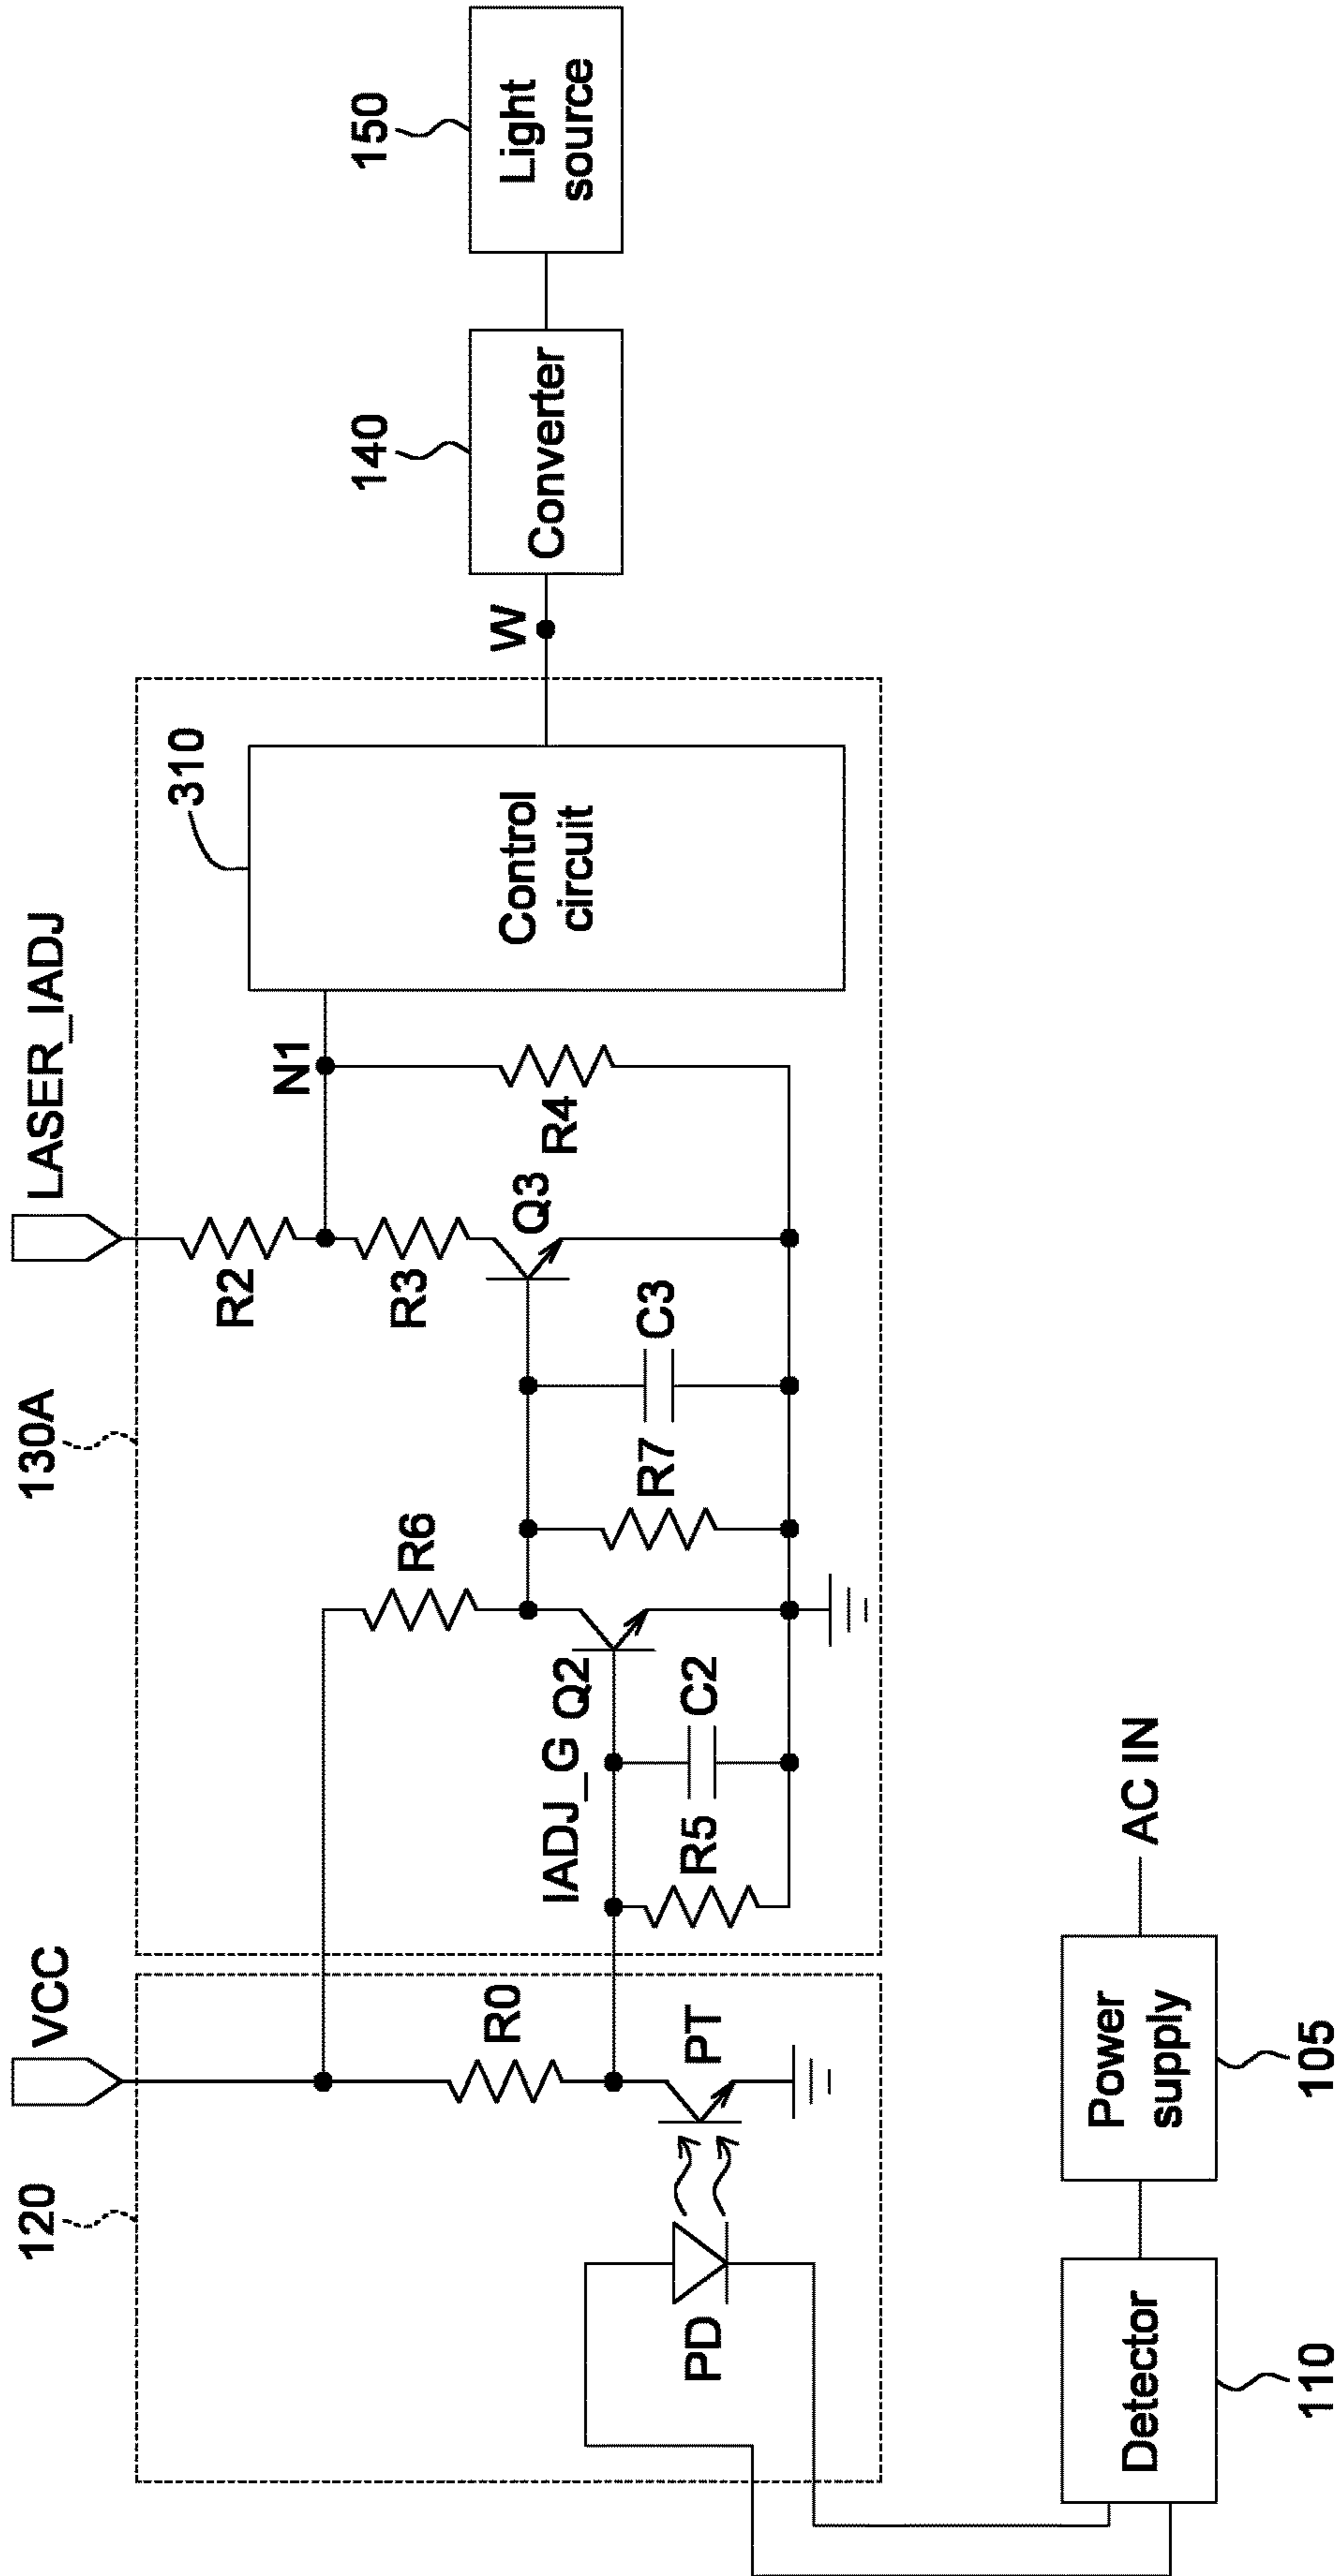 120
VCC
130A
LASER_IADJ
310
140
150
R0
PT
PD
R6
IADJ_G
Q2
R5
C2
R7
C3
R2
R3
Q3
N1
R4
Control
circuit
W
Converter
Light
source
Detector
Power
supply
AC IN
110
105